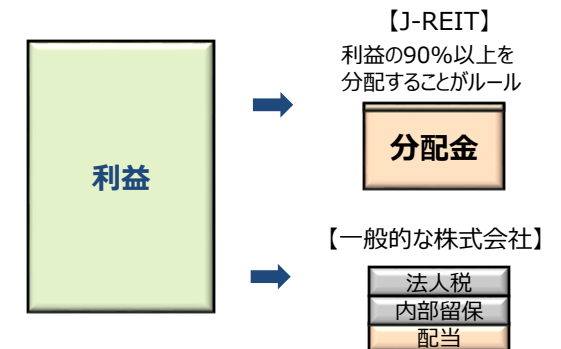 【J-REIT】
利益の90%以上を
分配することがルール
利益
分配金
【一般的な株式会社】
法人税
内部留保
配当